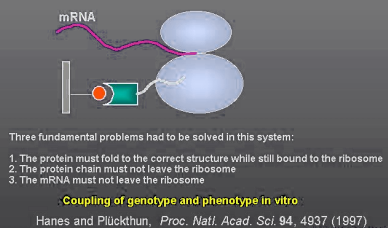 mRNA
Three fundamental problems had to be solved in this system:
1. The protein must fold to the correct structure while still bound to the ribosome
2. The protein chain must not leave the ribosome
3. The mRNA must not leave the ribosome
Coupling of genotype and phenotype in vitro
Hanes and Plückthun, Proc. Natl. Acad. Sci. 94, 4937 (1997)